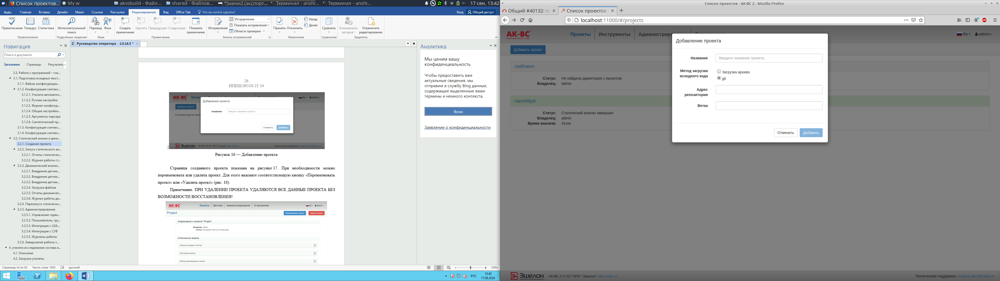 Список проектов...
My w
akvsbuild - Файл...
shared - Файлов...
*[меню] (экспорт...
Терминал - anshi...
Терминал - anshi...
17 сен, 13:42
Файл
Главная
Вставка
Дизайн
Макет
Ссылки
Рассылки
Рецензирование
Вид
Office Tab
Что вы хотите сделать?
Вход
Общий доступ
ABC
Правописание
Тезаурус
ABC
123
Статистика
Правописание
Интеллектуальный
поиск
Подробные сведения
Перевод
Язык
Язык
Создать
примечание
Удалить
Предыдущее
Следующее
Показать
примечания
Примечания
Исправления
Исправления
Показать исправления
Область проверки
Запись исправлений
Принять
Отклонить
Назад
Далее
Изменения
Сравнить
Сравнение
Блокировать
авторов
Ограничить
редактирование
Защитить
Руководство оператора - 2.0.16.5 *
Навигация
Поиск в документе
Заголовки
Страницы
Результаты
3.3. Работа с программой – гла...
3.1. Подготовка исходных текст...
3.1.1. Файлы конфигурации...
3.1.2. Конфигурация синтакс...
3.1.2.1. Утилита автоматич...
3.1.2.2. Ручная настройка
3.1.2.3. Формат конфигур...
3.1.2.4. Общие настройки...
3.1.2.5. Аргументы парсера
3.1.2.6. Синтетический пр...
3.1.3. Конфигурация синтакс...
3.1.4. Конфигурация синтакс...
3.2. Статический анализ и дина...
3.2.1. Создание проекта
3.2.2. Запуск статического ан...
3.2.2.1. Отчеты статическо...
3.2.2.2. Журнал работы ст...
3.2.3. Динамический анализ...
3.2.3.1. Внедрение датчик...
3.2.3.2. Внедрение датчик...
3.2.3.3. Внедрение датчик...
3.2.3.4. Загрузка файлов
3.2.3.5. Отчеты динамичес...
3.2.3.6. Журнал работы ди...
3.2.4. Перезапуск статическо...
3.2.5. Администрирование
3.2.5.1. Управление серве...
3.2.5.2. Пользователи, гру...
3.2.5.3. Интеграция с LDA...
3.2.5.4. Интеграция с СУВ
3.2.5.5. Журналы работы
3.2.6. Завершение работы с...
4. утилита исследования состава и...
4.1. Описание
4.2. Загрузка утилиты
26
НПЕШ.00510-21 34
АК-ВС
Ru
admin
Добавить проект
Добавление проекта
Название
Введите название проекта
Отменить
Добавить
Эшелон
АК-ВС 2 © АО "НПО "Эшелон" http://cnpo.ru
Техническая поддержка: support.akvs@cnpo.ru
Рисунок 16 — Добавление проекта
Страница созданного проекта показана на рисунке 17. При необходимости можно
переименовать или удалить проект. Для этого нажмите соответствующую кнопку «Переименовать
проект» или «Удалить проект» (рис. 16).
Примечание. ПРИ УДАЛЕНИИ ПРОЕКТА УДАЛЯЮТСЯ ВСЕ ДАННЫЕ ПРОЕКТА БЕЗ
ВОЗМОЖНОСТИ ВОССТАНОВЛЕНИЯ!
АК-ВС
Проекты
Датчики
Администрирование
О программе
Ru
admin
Project
Переименовать проект
Удалить проект
Информация о проекте "Project"
Владелец: admin
Статус: Исходные тексты не загружены
Статический анализ
Загрузка исходных текстов
Настройка проекта
Выбор анализируемых языков
Аналитика
Мы ценим вашу
конфиденциальность
Чтобы предоставить вам
актуальные сведения, мы
отправим в службу Bing данные,
содержащие выделенные вами
термины и немного контекста.
Ясно
Заявление о конфиденциальности
Страница 24 из 85
Число слов: 7855
русский
100%
РУС
13:42
17.09.2020
Список проектов - АК-ВС 2 - Mozilla Firefox
Общий #40132: по
Список проектов
localhost:11000/#/projects
АК-ВС 2
Проекты
Инструменты
Ru
admin
Добавить проект
cwithasm
Статус: Не найдена директория с проектом
Владелец: admin
nanohttpd
Статус: Статический анализ завершен
Владелец: admin
Время анализа: 41сек
Добавление проекта
Название
Введите название проекта
Метод загрузки
исходного кода
Загрузка архива
git
Адрес
репозитория
Ветка
Отменить
Добавить
Эшелон
АК-ВС 2 © АО "НПО "Эшелон" http://cnpo.ru
Техническая поддержка: support.akvs@cnpo.ru